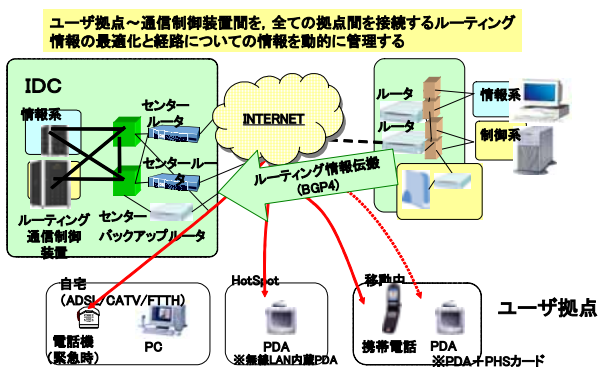 ユーザ拠点～通信制御装置間を，全ての拠点間を接続するルーティング
情報の最適化と経路についての情報を動的に管理する
IDC
情報系
センター
ルータ
センタールー
タ
ルーティング
通信制御
装置
センター
バックアップルータ
INTERNET
ルータ
ルータ
情報系
制御系
ルーティング情報伝搬
(BGP4)
自宅
（ADSL/CATV/FTTH）
電話機
（緊急時）
PC
HotSpot
PDA
※無線LAN内蔵PDA
移動中
携帯電話
PDA
※PDA＋PHSカード
ユーザ拠点